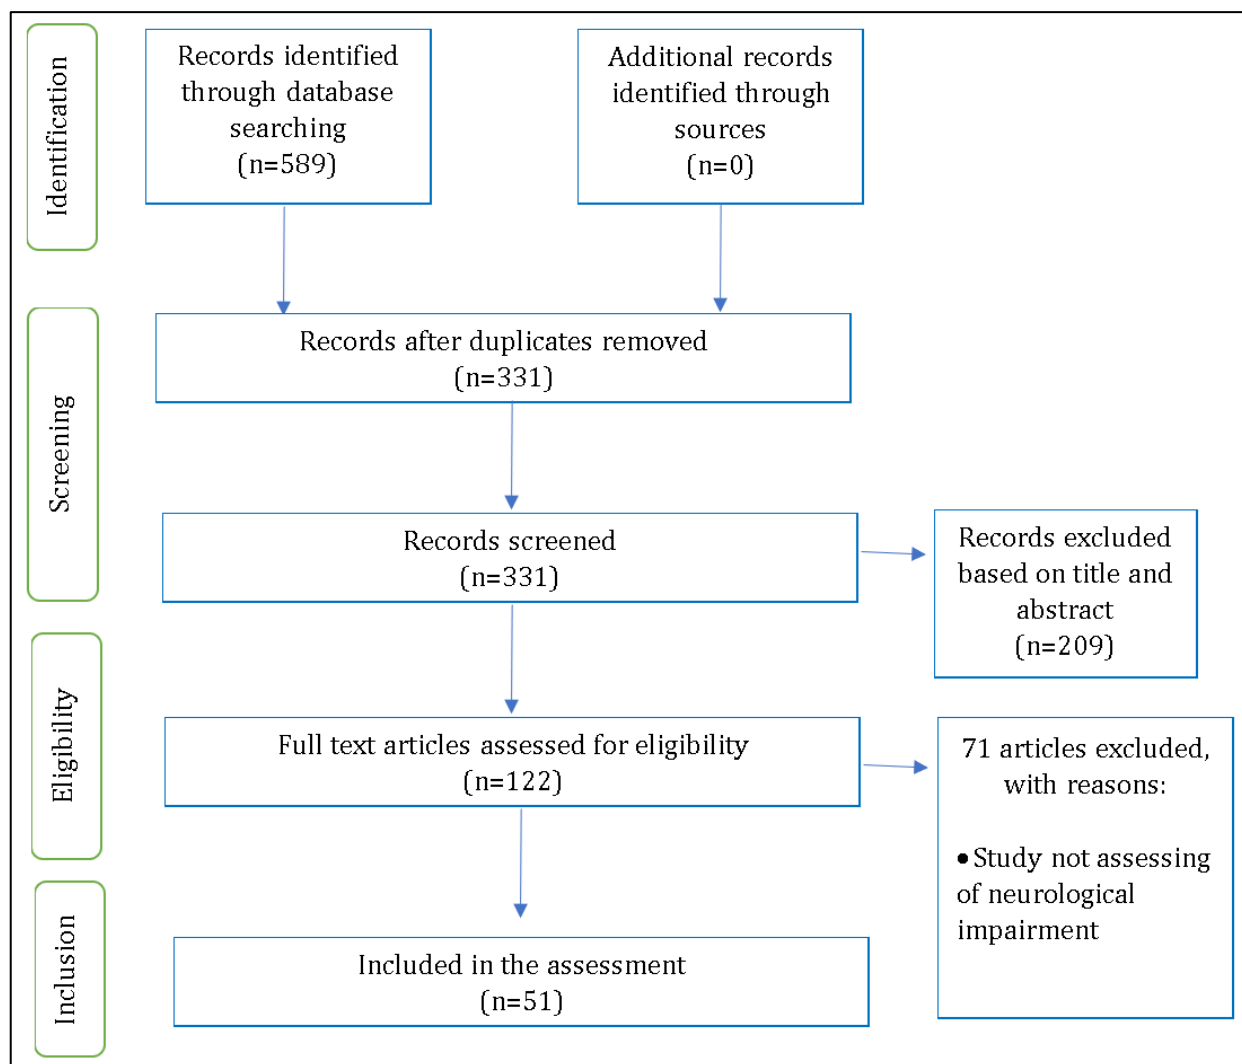 Identification
Records identified
through database
searching
(n=589)
Additional records
identified through
sources
(n=0)
Screening
Records after duplicates removed
(n=331)
Records screened
(n=331)
Records excluded
based on title and
abstract
(n=209)
Eligibility
Full text articles assessed for eligibility
(n=122)
71 articles excluded,
with reasons:
•Study not assessing
of neurological
impairment
Inclusion
Included in the assessment
(n=51)